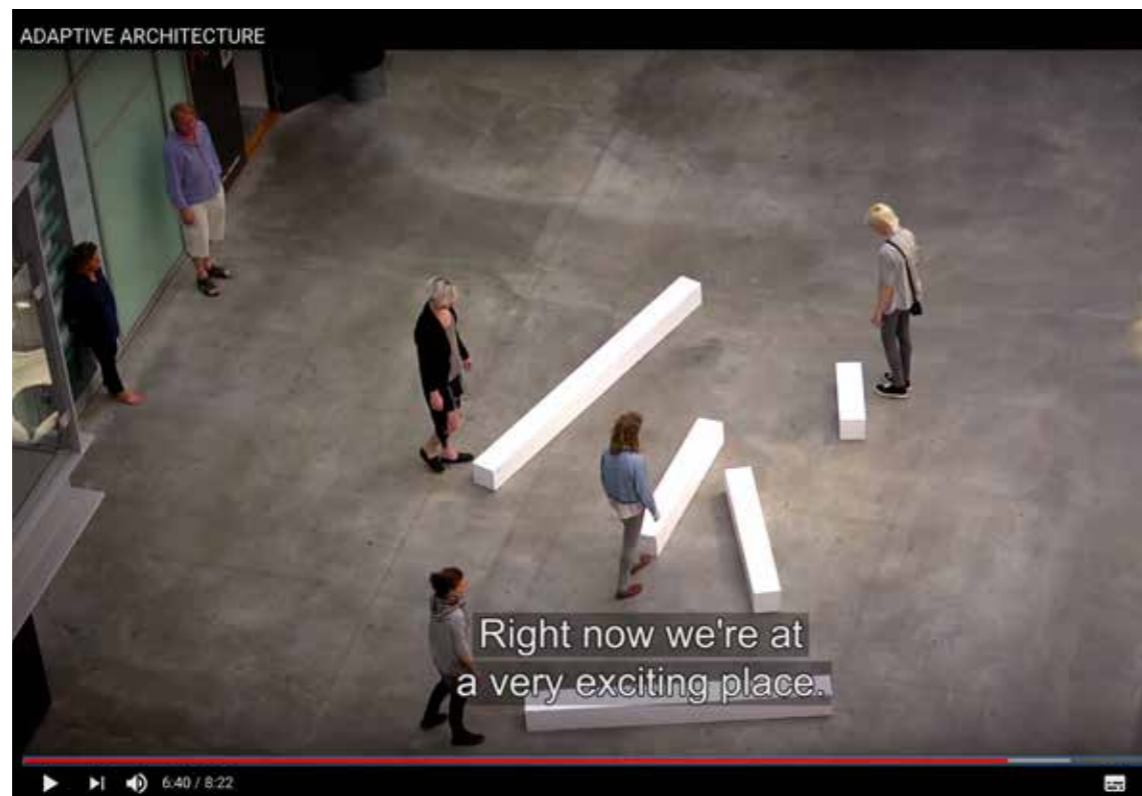 ADAPTIVE ARCHITECTURE
Right now we're at
a very exciting place.
6:40 / 8:22